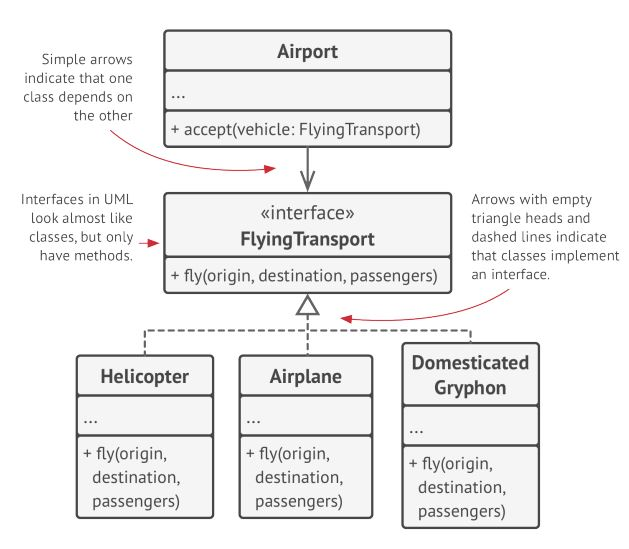 Simple arrows
indicate that one
class depends on
the other
Airport
...
+ accept(vehicle: FlyingTransport)
Interfaces in UML
look almost like
classes, but only
have methods.
«interface»
FlyingTransport
+ fly(origin, destination, passengers)
Arrows with empty
triangle heads and
dashed lines indicate
that classes implement
an interface.
Helicopter
...
+ fly(origin,
destination,
passengers)
Airplane
...
+ fly(origin,
destination,
passengers)
Domesticated
Gryphon
...
+ fly(origin,
destination,
passengers)